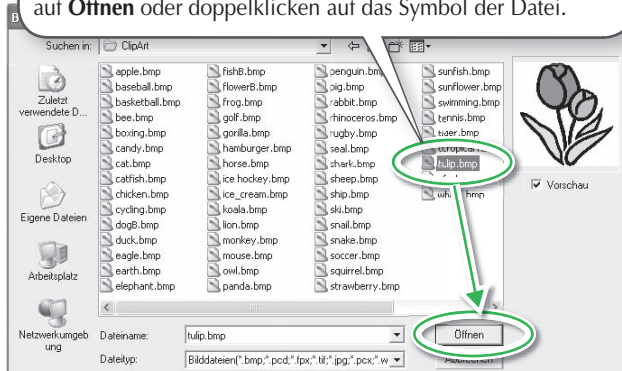 auf Öffnen oder doppelklicken auf das Symbol der Datei.
Suchen in: ClipArt
Zuletzt
verwendete D...
Desktop
Eigene Dateien
Arbeitsplatz
Netzwerkumgeb
ung
apple.bmp
baseball.bmp
basketball.bmp
bee.bmp
boxing.bmp
candy.bmp
cat.bmp
catfish.bmp
chicken.bmp
cycling.bmp
dogB.bmp
duck.bmp
eagle.bmp
earth.bmp
elephant.bmp
fishB.bmp
flowerB.bmp
frog.bmp
golf.bmp
gorilla.bmp
hamburger.bmp
horse.bmp
ice hockey.bmp
ice_cream.bmp
koala.bmp
lion.bmp
monkey.bmp
mouse.bmp
owl.bmp
panda.bmp
penguin.bmp
pig.bmp
rabbit.bmp
rhinoceros.bmp
rugby.bmp
seal.bmp
shark.bmp
sheep.bmp
ship.bmp
ski.bmp
snail.bmp
snake.bmp
soccer.bmp
squirrel.bmp
strawberry.bmp
sunfish.bmp
sunflower.bmp
swimming.bmp
tennis.bmp
tiger.bmp
tulip.bmp
Vorschau
Dateiname: tulip.bmp
Öffnen
Dateityp: Bilddateien(*.bmp;*.pcd;*.fpx;*.tif;*.jpg;*.pcx;*.w
Abbrechen